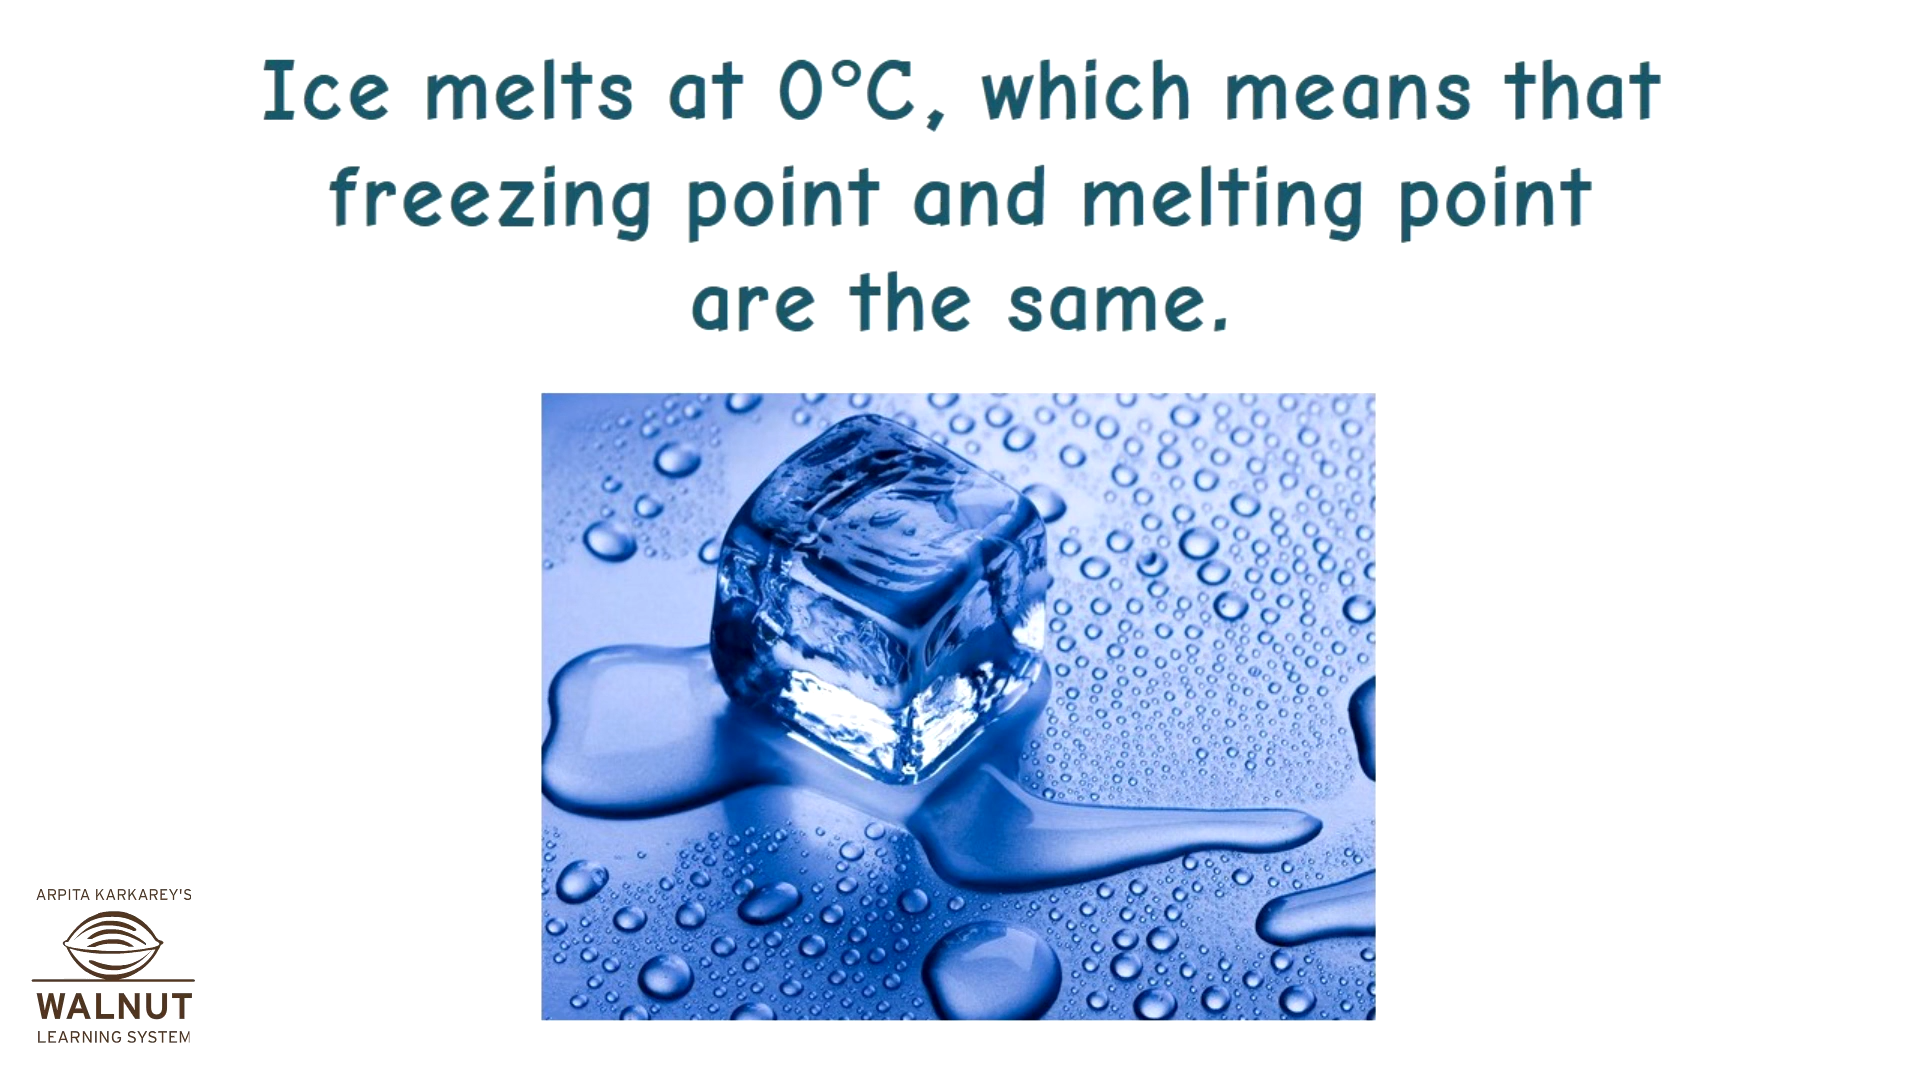 Ice melts at 0°C, which means that
freezing point and melting point
are the same.
ARPITA KARKAREY'S
WALNUT
LEARNING SYSTEM